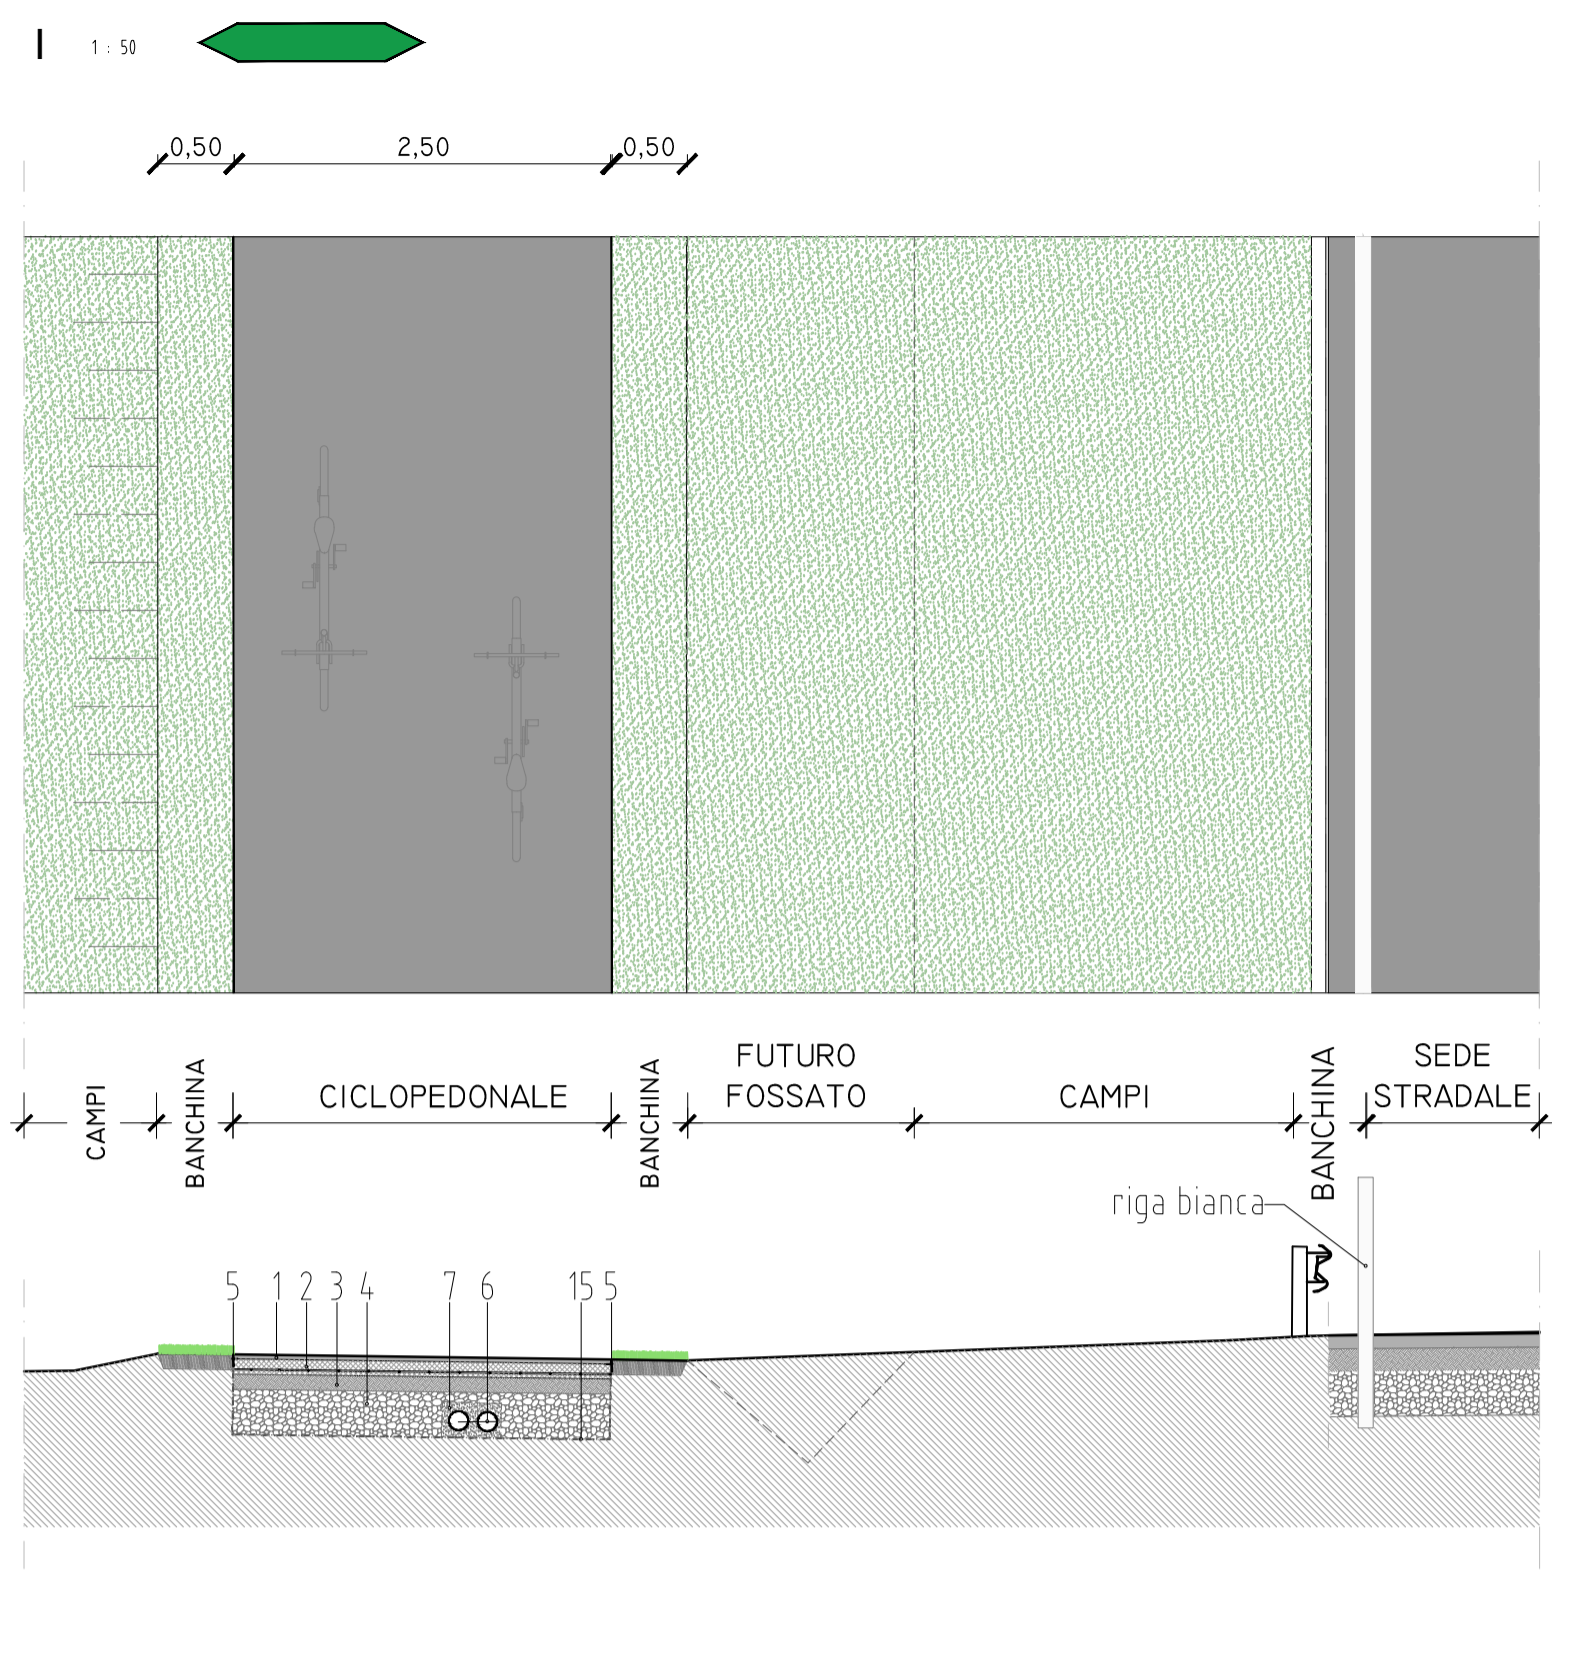 I 1 : 50
0,50 2,50 0,50
FUTURO
FOSSATO
SEDE
STRADALE
CAMPI BANCHINA CICLOPEDONALE BANCHINA CAMPI BANCHINA
riga bianca
5 1 2 3 4 7 6 15 5